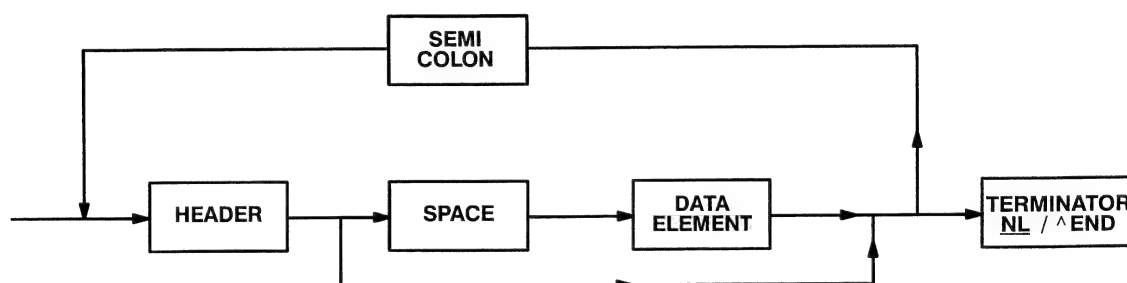 SEMI
COLON
HEADER
SPACE
DATA
ELEMENT
TERMINATOR
NL / ^END